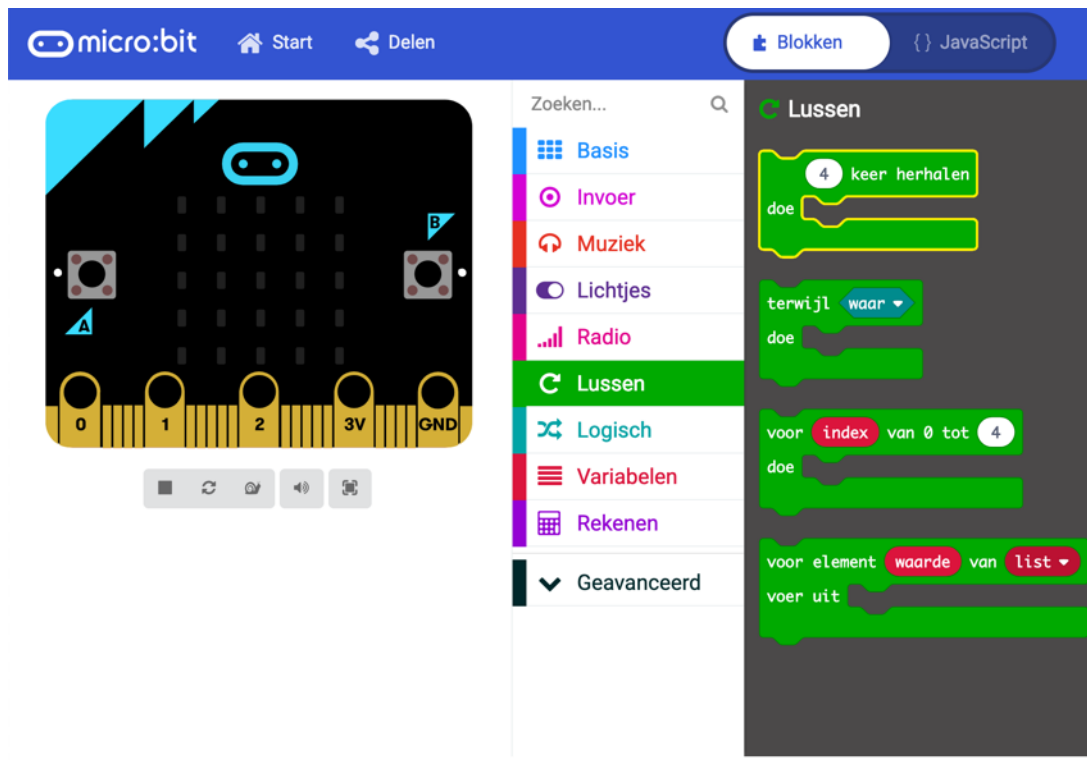 micro:bit Start Delen Blokken {} JavaScript
B
A
0 1 2 3V GND
Zoeken...
Basis
Invoer
Muziek
Lichtjes
Radio
Lussen
Logisch
Variabelen
Rekenen
Geavanceerd
Lussen
4 keer herhalen
doe
terwijl waar
doe
voor index van 0 tot 4
doe
voor element waarde van list
voer uit